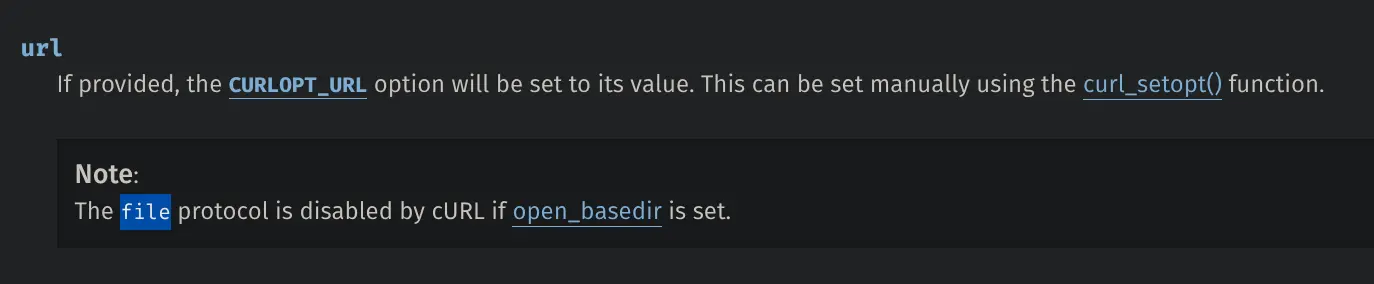 url
If provided, the CURLOPT_URL option will be set to its value. This can be set manually using the curl_setopt() function.
Note:
The file protocol is disabled by cURL if open_basedir is set.